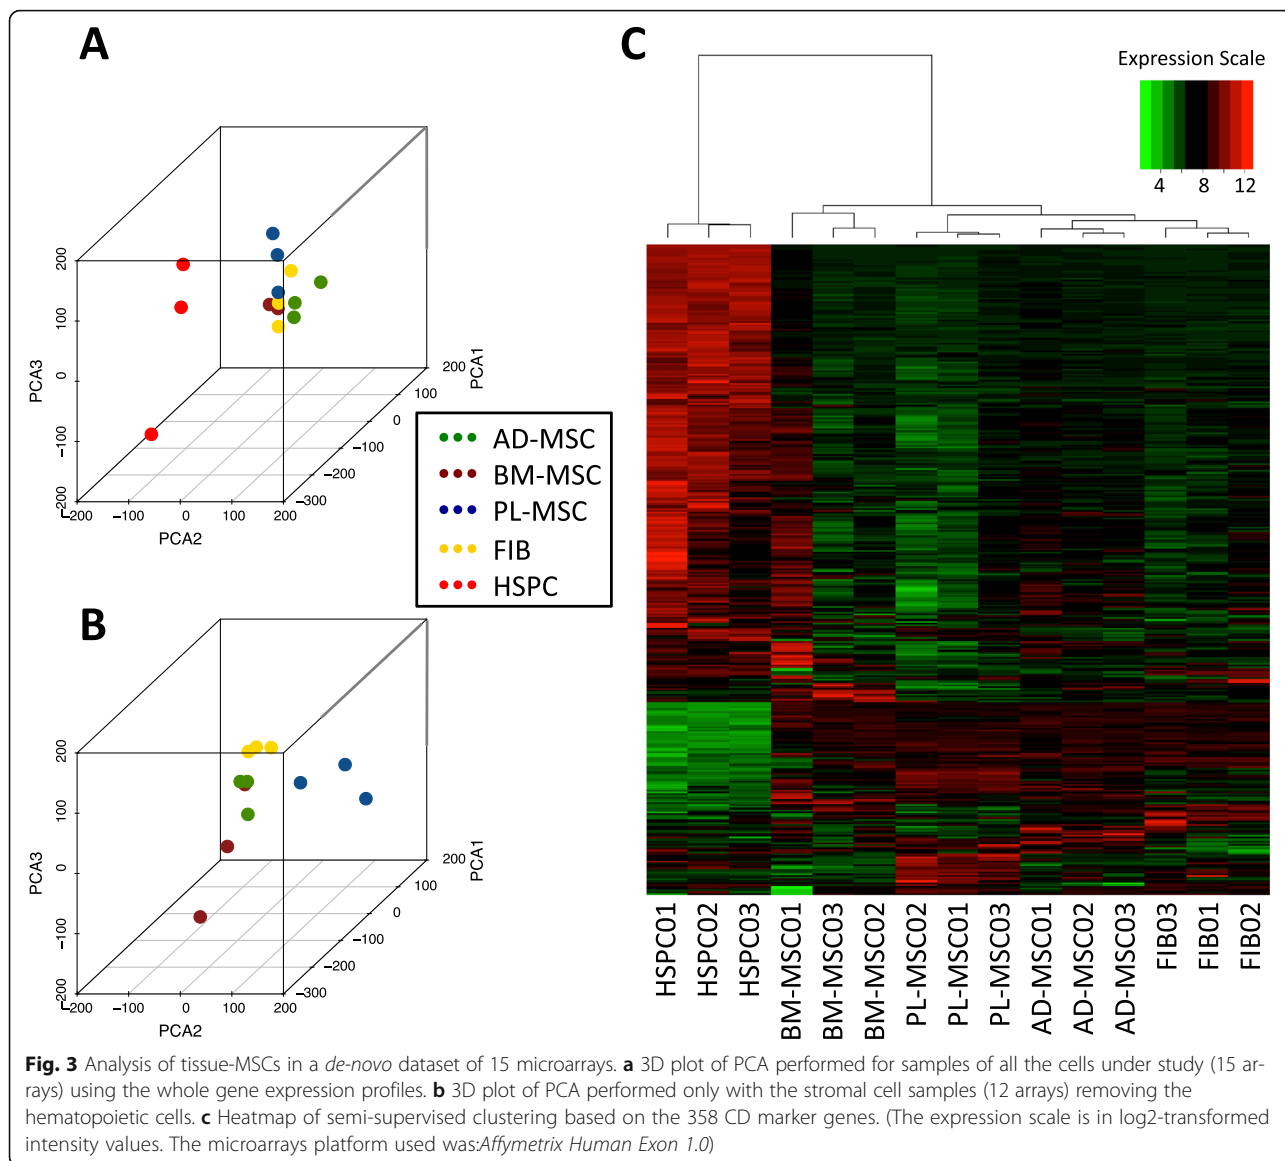 A
200
100
0
−100
−200
PCA3
−200
−100
0
100
200
PCA2
−300
−200
−100
0
100
200
PCA1
AD-MSC
BM-MSC
PL-MSC
FIB
HSPC
B
200
100
0
−100
−200
PCA3
−200
−100
0
100
200
PCA2
−300
−200
−100
0
100
200
PCA1
C
Expression Scale
4 8 12
HSPC01
HSPC02
HSPC03
BM-MSC01
BM-MSC03
BM-MSC02
PL-MSC02
PL-MSC01
PL-MSC03
AD-MSC01
AD-MSC02
AD-MSC03
FIB03
FIB01
FIB02
Fig. 3 Analysis of tissue-MSCs in a de-novo dataset of 15 microarrays. a 3D plot of PCA performed for samples of all the cells under study (15 ar-
rays) using the whole gene expression profiles. b 3D plot of PCA performed only with the stromal cell samples (12 arrays) removing the
hematopoietic cells. c Heatmap of semi-supervised clustering based on the 358 CD marker genes. (The expression scale is in log2-transformed
intensity values. The microarrays platform used was:Affymetrix Human Exon 1.0)